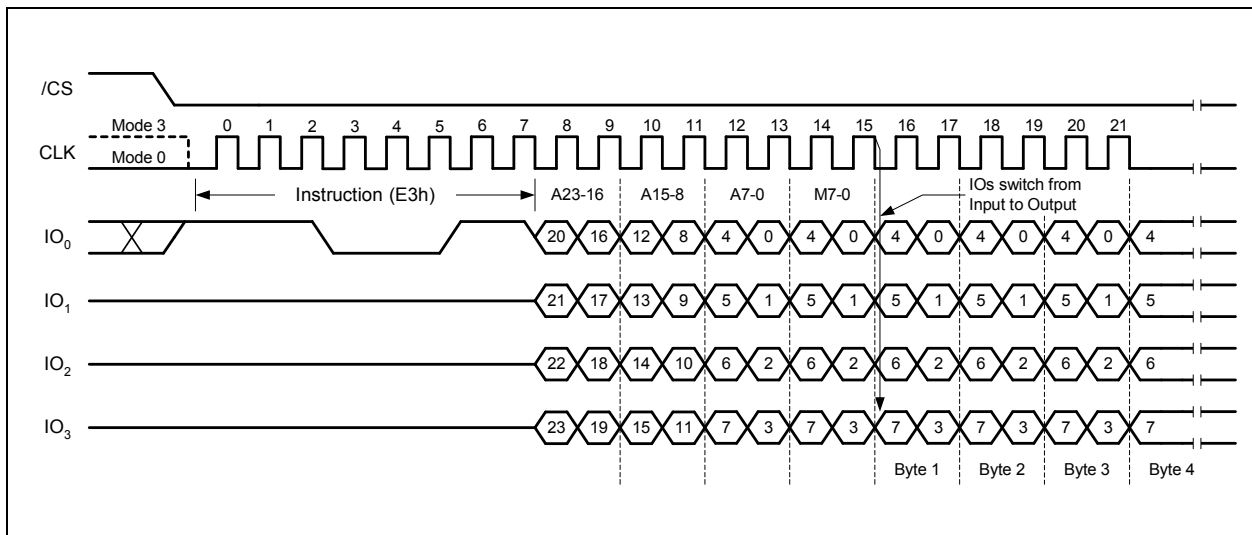 /CS
Mode 3 0 1 2 3 4 5 6 7 8 9 10 11 12 13 14 15 16 17 18 19 20 21
CLK Mode 0
Instruction (E3h) A23-16 A15-8 A7-0 M7-0 IOs switch from
Input to Output
IO0 20 16 12 8 4 0 4 0 4 0 4 0 4 0 4
IO1 21 17 13 9 5 1 5 1 5 1 5 1 5 1 5
IO2 22 18 14 10 6 2 6 2 6 2 6 2 6 2 6
IO3 23 19 15 11 7 3 7 3 7 3 7 3 7 3 7
Byte 1 Byte 2 Byte 3 Byte 4